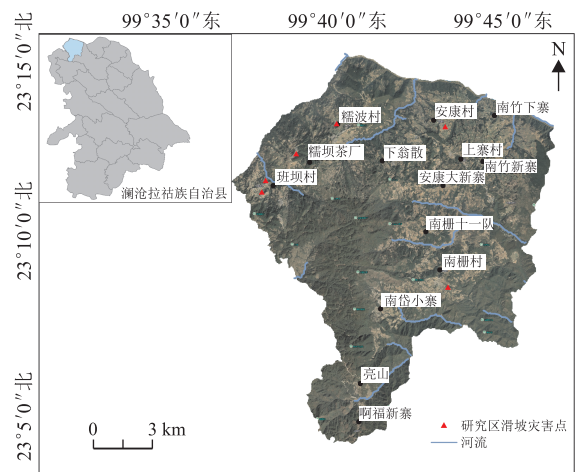 99°35′0″东
99°40′0″东
99°45′0″东
23°15′0″北
23°10′0″北
23°5′0″北
澜沧拉祜族自治县
N
糯波村
安康村
南竹下寨
糯坝茶厂
下翁散
上寨村
南竹新寨
班坝村
安康大新寨
南栅十一队
南栅村
南岱小寨
亮山
啊福新寨
0 3 km
研究区滑坡灾害点
河流